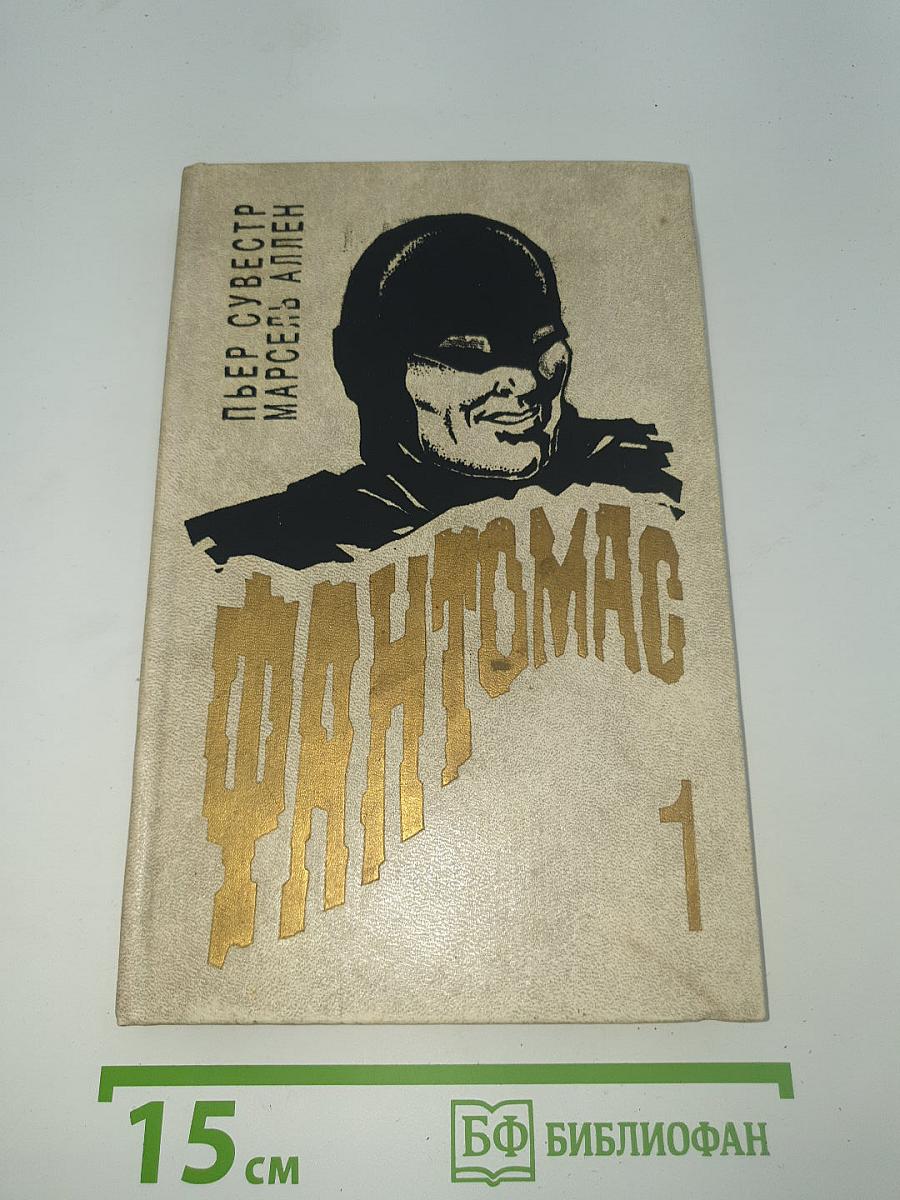 ПЬЕР СУВЕСТР
МАРСЕЛЬ АЛЛЕН
ФАНТОМАС
1
15 см
БФ БИБЛИОФАН